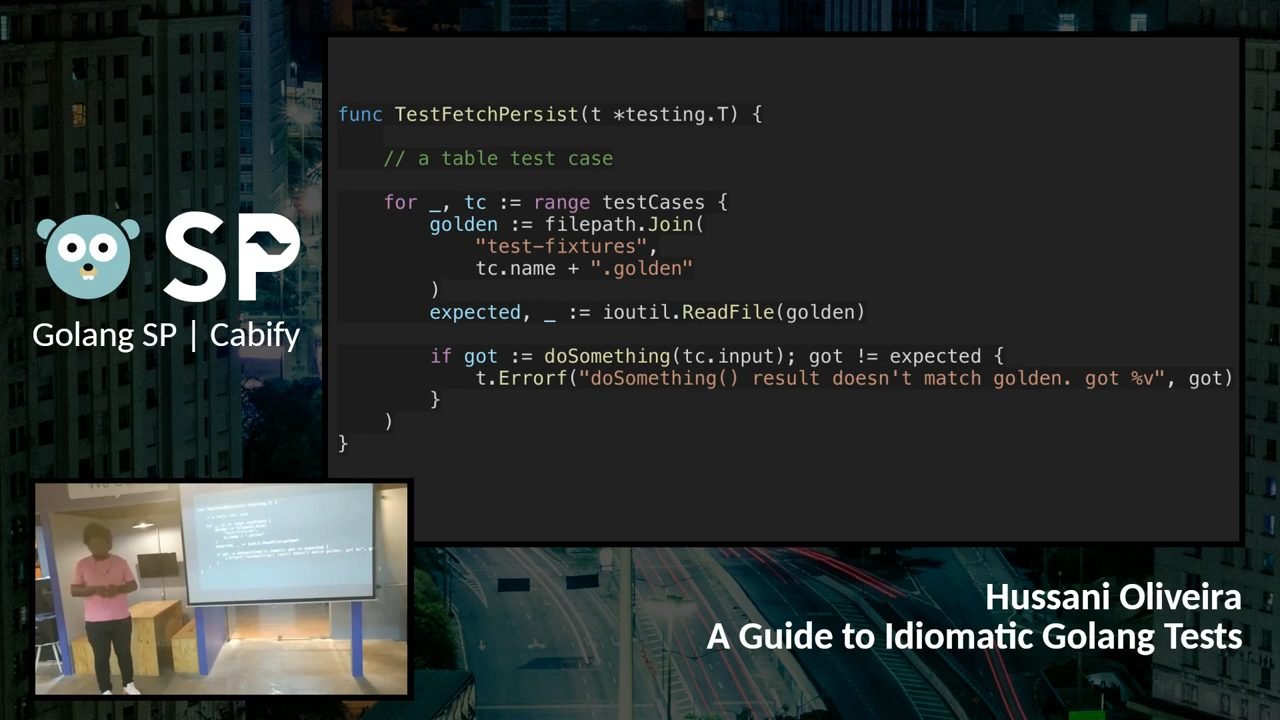 func TestFetchPersist(t *testing.T) {
// a table test case
for _, tc := range testCases {
golden := filepath.Join(
"test-fixtures",
tc.name + ".golden"
)
expected, _ := ioutil.ReadFile(golden)
if got := doSomething(tc.input); got != expected {
t.Errorf("doSomething() result doesn't match golden. got %v", got)
}
)
}
SP
Golang SP | Cabify
Hussani Oliveira
A Guide to Idiomatic Golang Tests